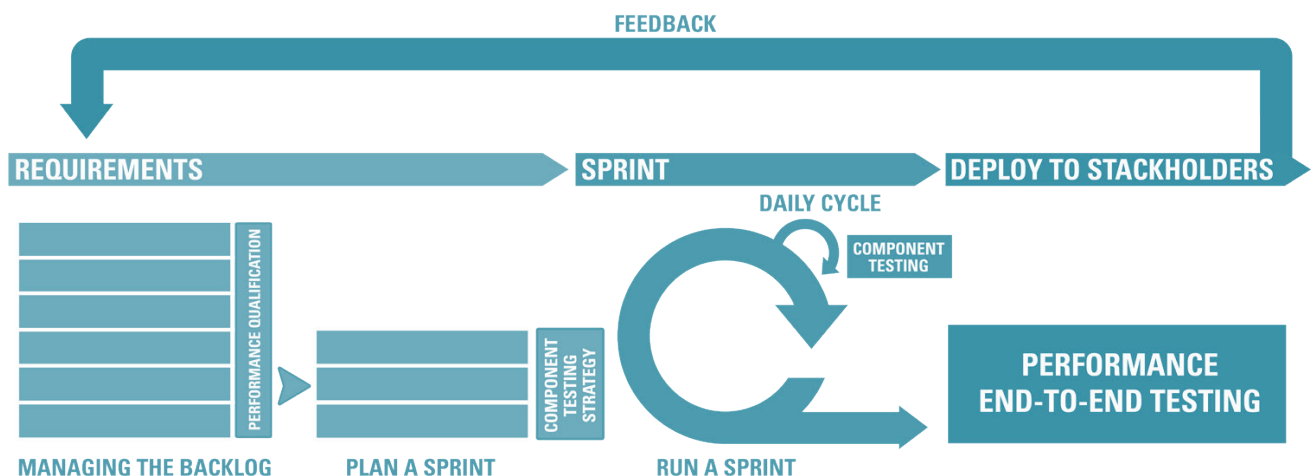 FEEDBACK
REQUIREMENTS
SPRINT
DEPLOY TO STACKHOLDERS
DAILY CYCLE
COMPONENT
TESTING
PERFORMANCE QUALIFICATION
COMPONENT
TESTING
STRATEGY
PERFORMANCE
END-TO-END TESTING
MANAGING THE BACKLOG
PLAN A SPRINT
RUN A SPRINT